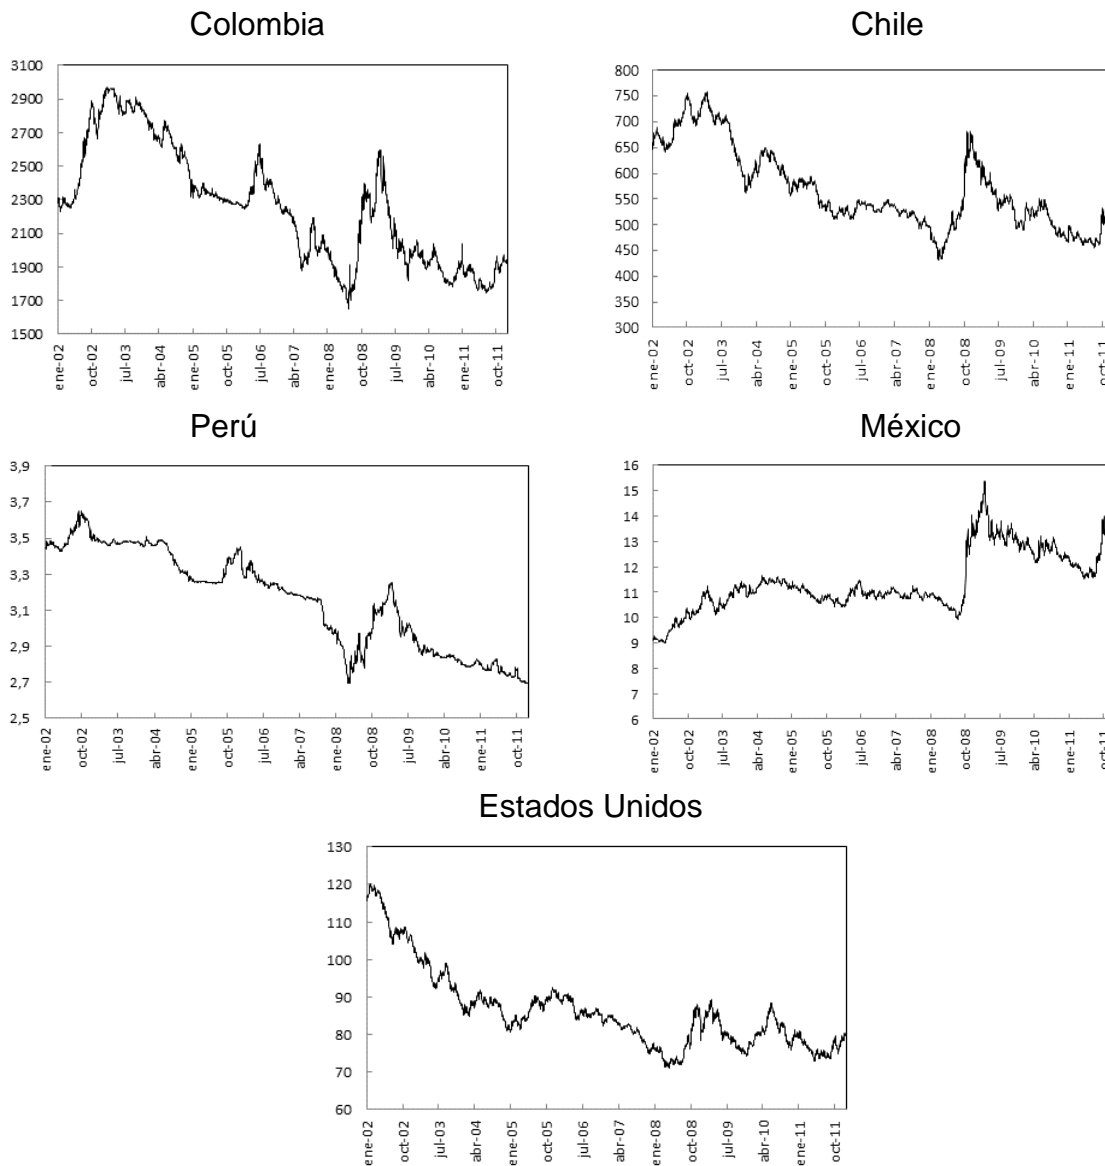 Colombia
3100
2900
2700
2500
2300
2100
1900
1700
1500
ene-02
oct-02
jul-03
abr-04
ene-05
oct-05
jul-06
abr-07
ene-08
oct-08
jul-09
abr-10
ene-11
oct-11
Chile
800
750
700
650
600
550
500
450
400
350
300
ene-02
oct-02
jul-03
abr-04
ene-05
oct-05
jul-06
abr-07
ene-08
oct-08
jul-09
abr-10
ene-11
oct-11
Perú
3,9
3,7
3,5
3,3
3,1
2,9
2,7
2,5
ene-02
oct-02
jul-03
abr-04
ene-05
oct-05
jul-06
abr-07
ene-08
oct-08
jul-09
abr-10
ene-11
oct-11
México
16
15
14
13
12
11
10
9
8
7
6
ene-02
oct-02
jul-03
abr-04
ene-05
oct-05
jul-06
abr-07
ene-08
oct-08
jul-09
abr-10
ene-11
oct-11
Estados Unidos
130
120
110
100
90
80
70
60
ene-02
oct-02
jul-03
abr-04
ene-05
oct-05
jul-06
abr-07
ene-08
oct-08
jul-09
abr-10
ene-11
oct-11